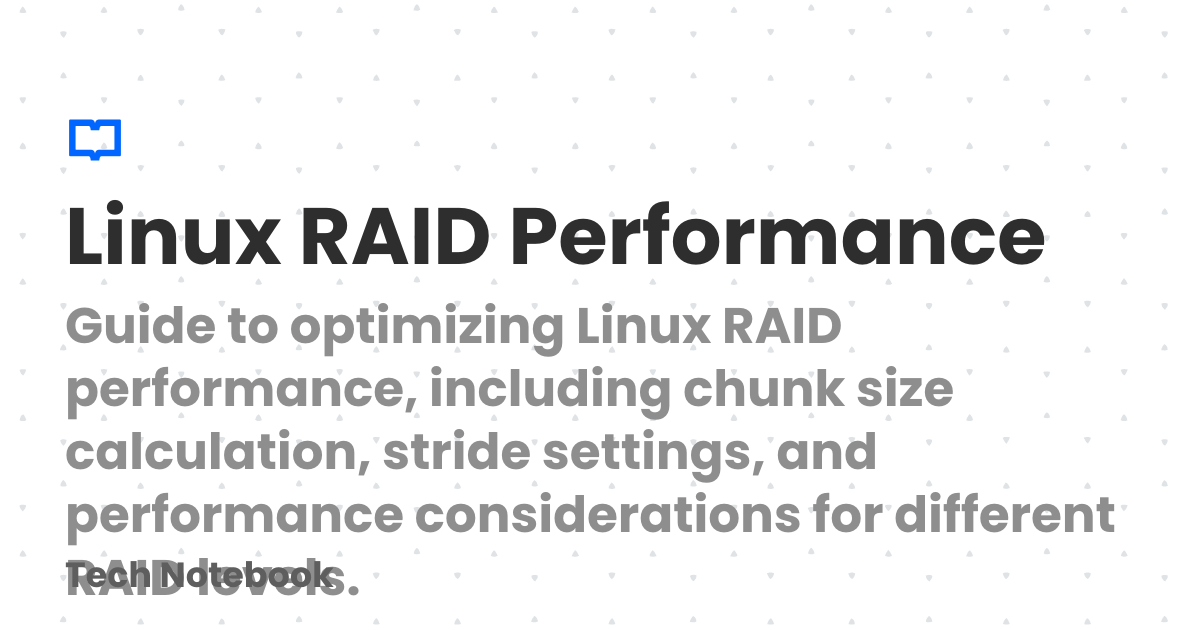 Linux RAID Performance
Guide to optimizing Linux RAID
performance, including chunk size
calculation, stride settings, and
performance considerations for different
RAID levels.
Tech Notebook